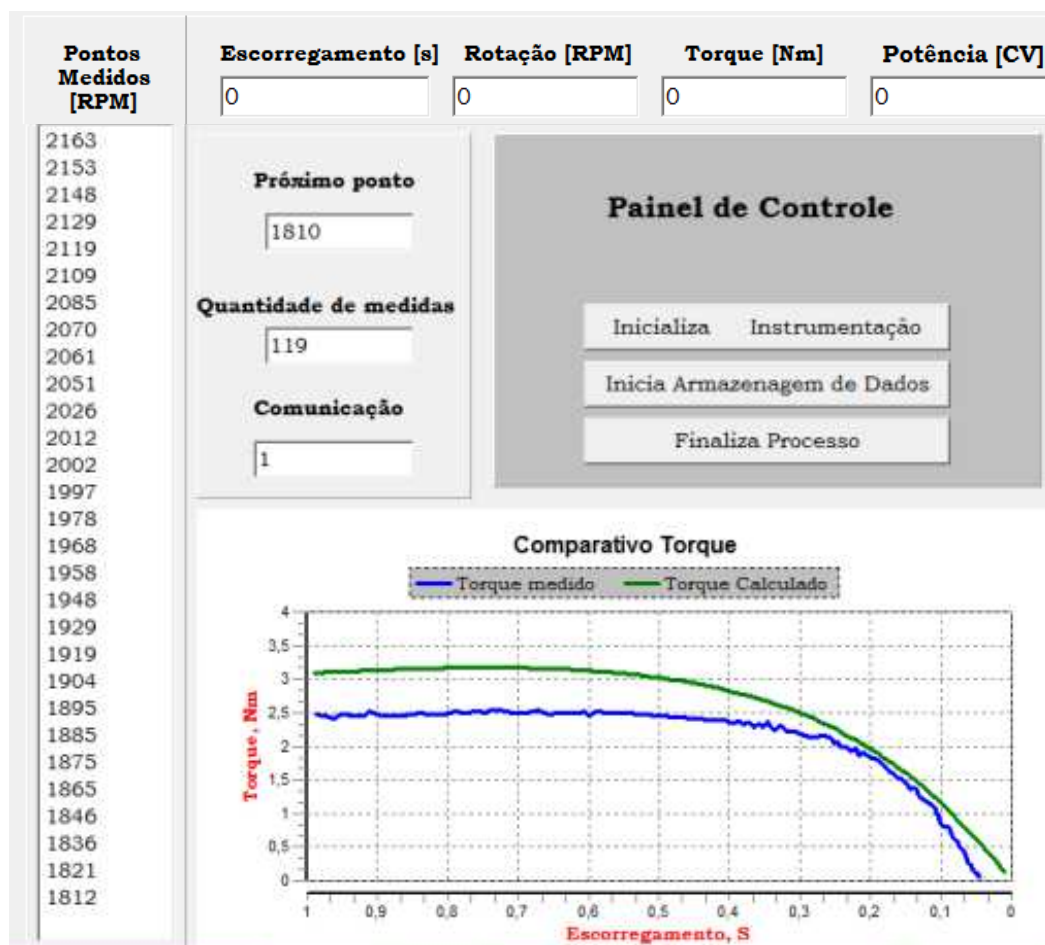 Pontos
Medidos
[RPM]
Escorregamento [s]
Rotação [RPM]
Torque [Nm]
Potência [CV]
0
0
0
0
2163
2153
2148
2129
2119
2109
2085
2070
2061
2051
2026
2012
2002
1997
1978
1968
1958
1948
1929
1919
1904
1895
1885
1875
1865
1846
1836
1821
1812
Próximo ponto
1810
Quantidade de medidas
119
Comunicação
1
Painel de Controle
Inicializa Instrumentação
Inicia Armazenagem de Dados
Finaliza Processo
Comparativo Torque
Torque medido
Torque Calculado
Torque, Nm
4
3,5
3
2,5
2
1,5
1
0,5
0
1
0,9
0,8
0,7
0,6
0,5
0,4
0,3
0,2
0,1
0
Escorregamento, S